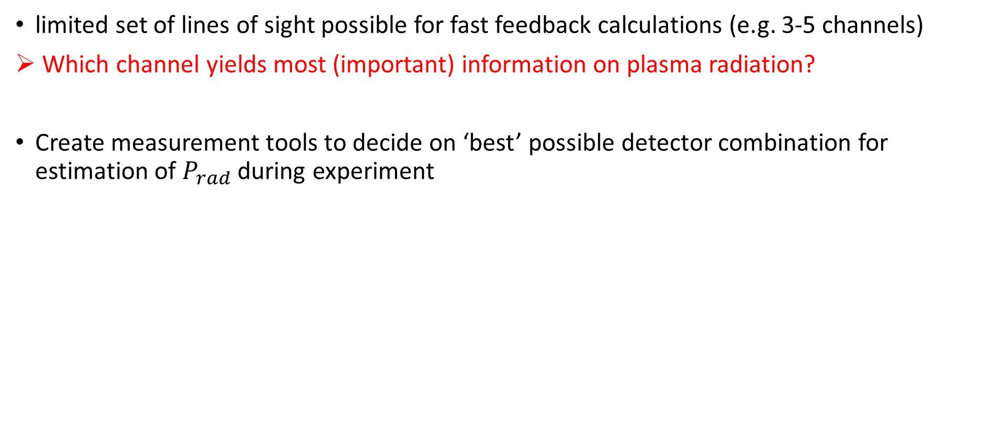 • limited set of lines of sight possible for fast feedback calculations (e.g. 3-5 channels)
➢ Which channel yields most (important) information on plasma radiation?
• Create measurement tools to decide on ‘best’ possible detector combination for
estimation of P_rad during experiment